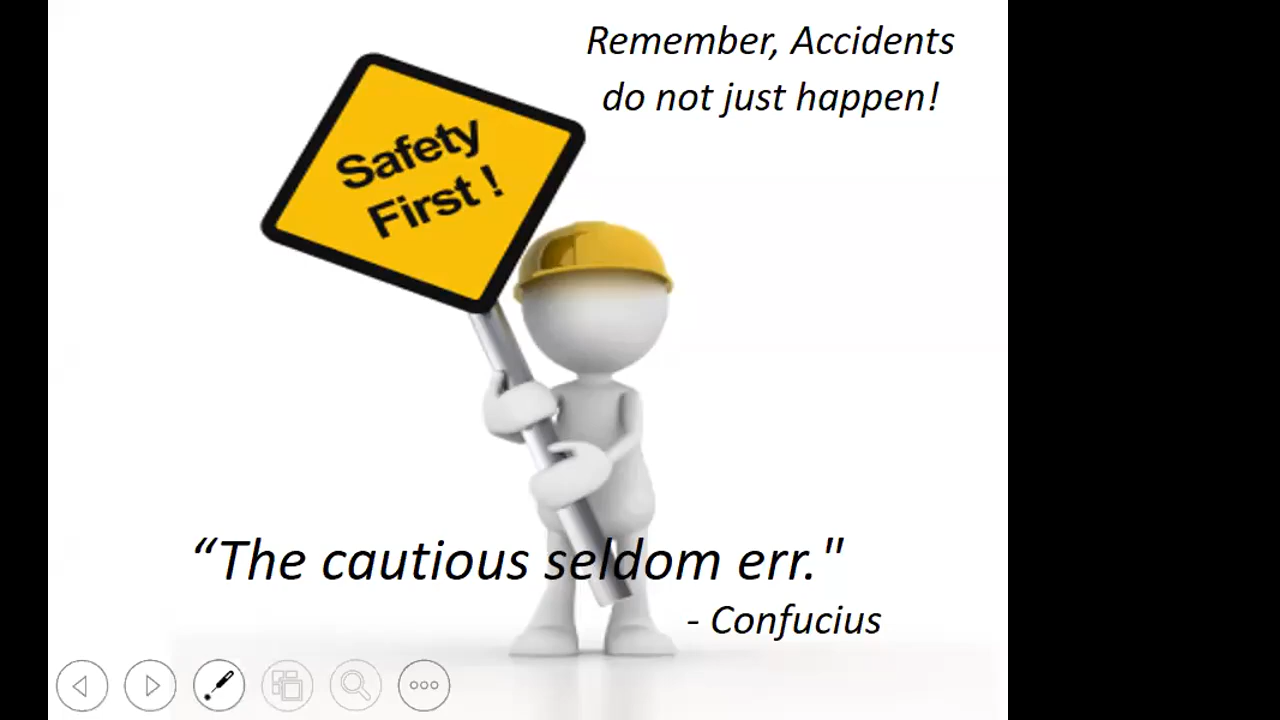 Remember, Accidents
do not just happen!
Safety
First !
“The cautious seldom err."
- Confucius